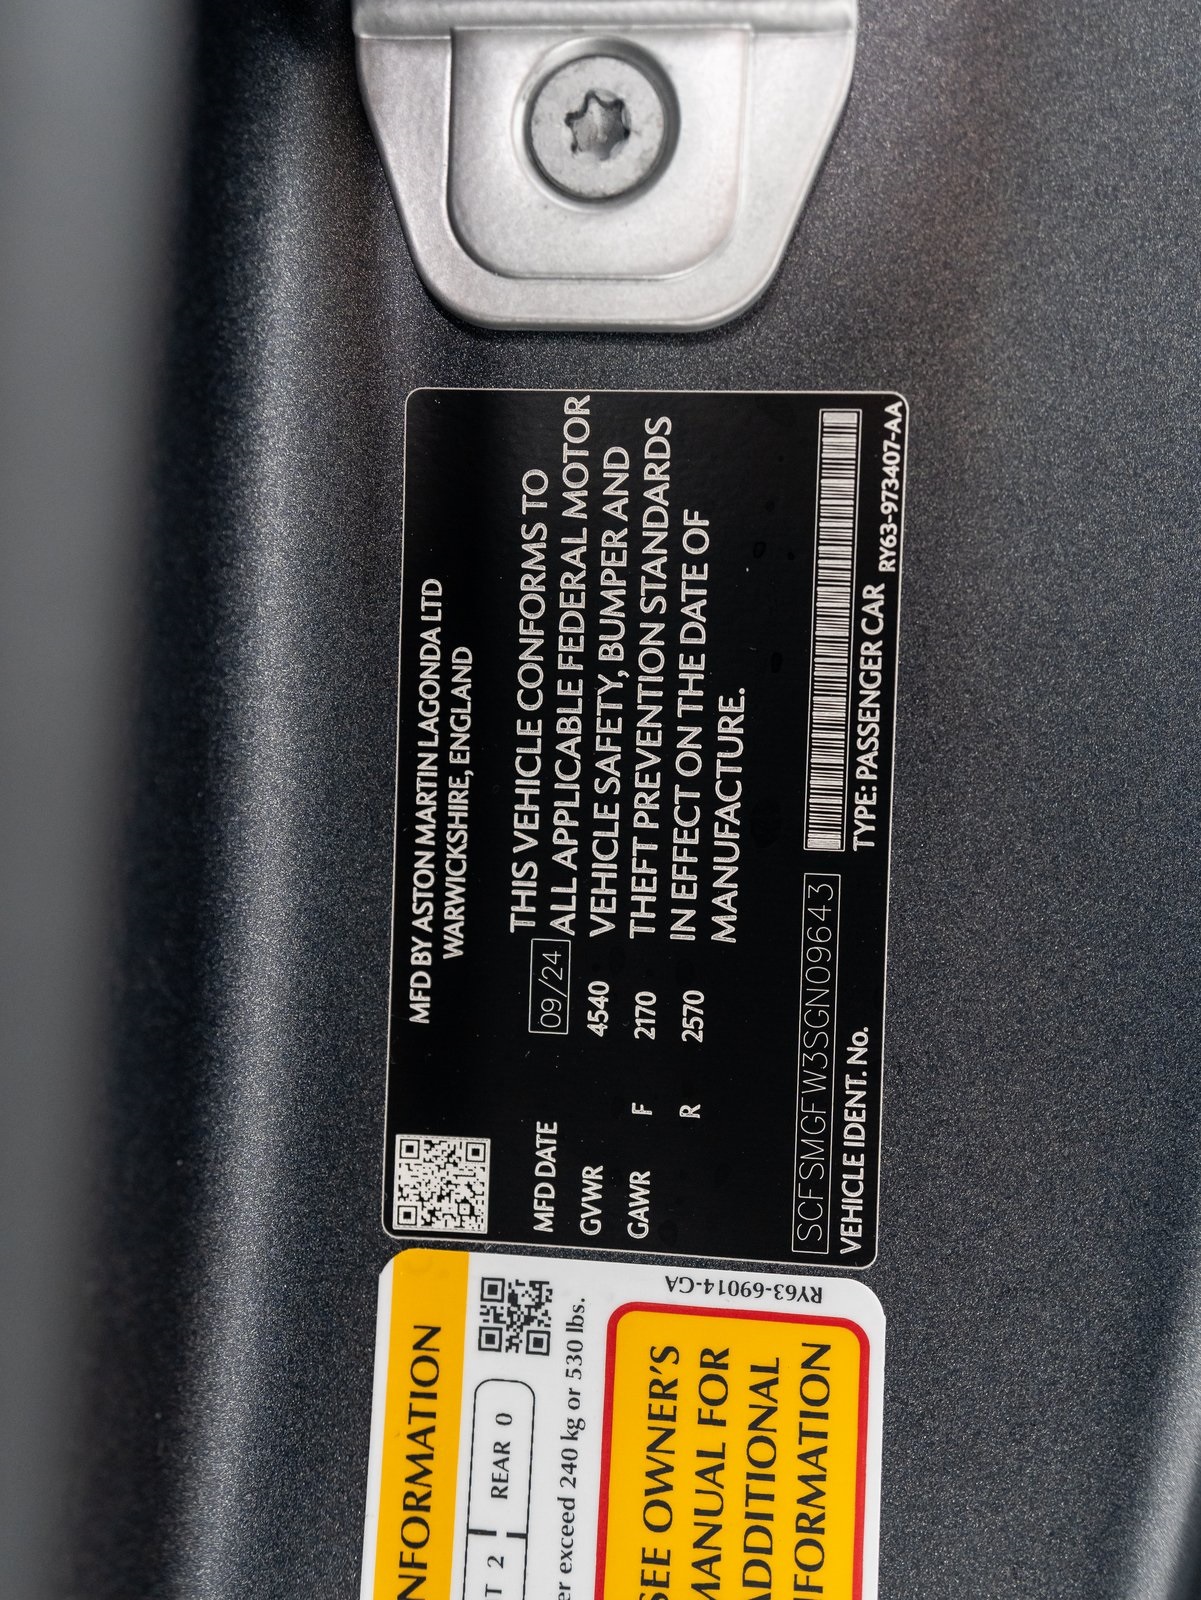 MFD BY ASTON MARTIN LAGONDA LTD
WARWICKSHIRE, ENGLAND
MFD DATE 09/24
GVWR 4540
GAWR F 2170
R 2570
THIS VEHICLE CONFORMS TO
ALL APPLICABLE FEDERAL MOTOR
VEHICLE SAFETY, BUMPER AND
THEFT PREVENTION STANDARDS
IN EFFECT ON THE DATE OF
MANUFACTURE.
SCFSMGFW3SGN09643
VEHICLE IDENT. No.
TYPE: PASSENGER CAR
RY63-973407-AA
NFORMATION
T 2 REAR 0
er exceed 240 kg or 530 lbs.
RY63-69014-GA
SEE OWNER'S
MANUAL FOR
ADDITIONAL
NFORMATION